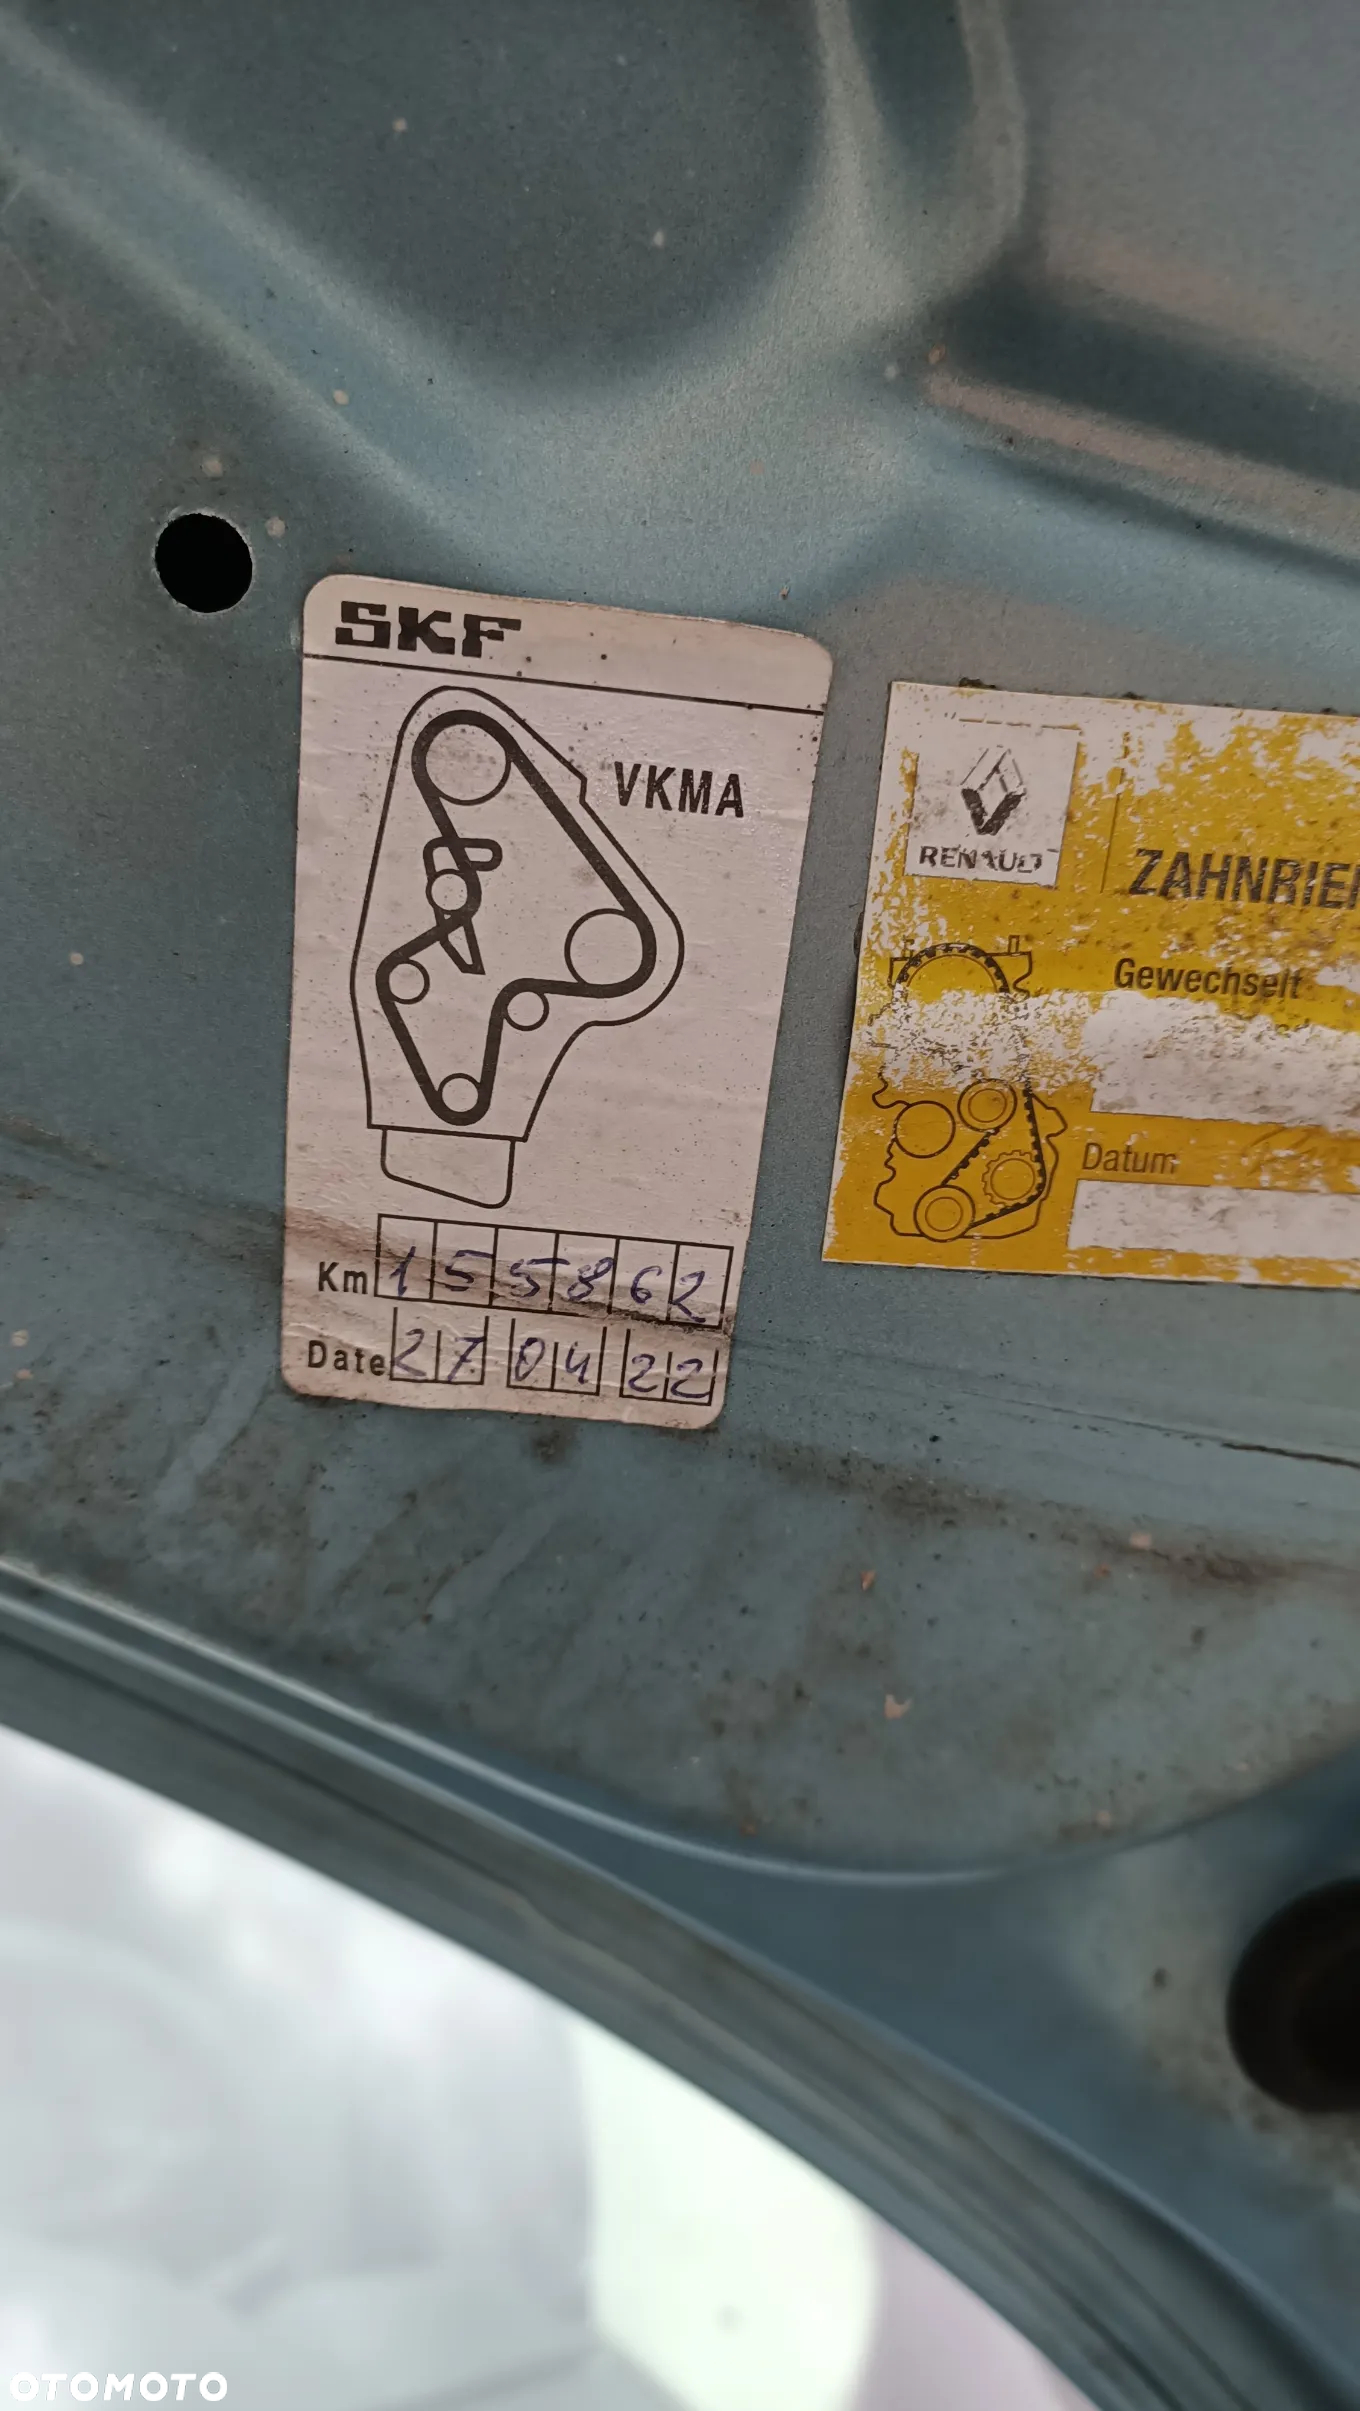 SKF
VKMA
Km 155862
Date 27 04 22
RENAULT
ZAHNRIE
Gewechselt
Datum
OTOMOTO